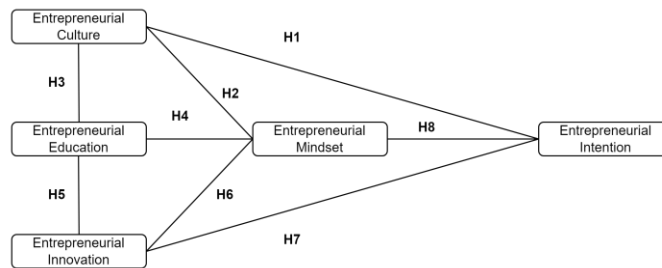 Entrepreneurial
Culture
H1
H3
H2
H4
Entrepreneurial
Education
Entrepreneurial
Mindset
H8
Entrepreneurial
Intention
H5
H6
H7
Entrepreneurial
Innovation